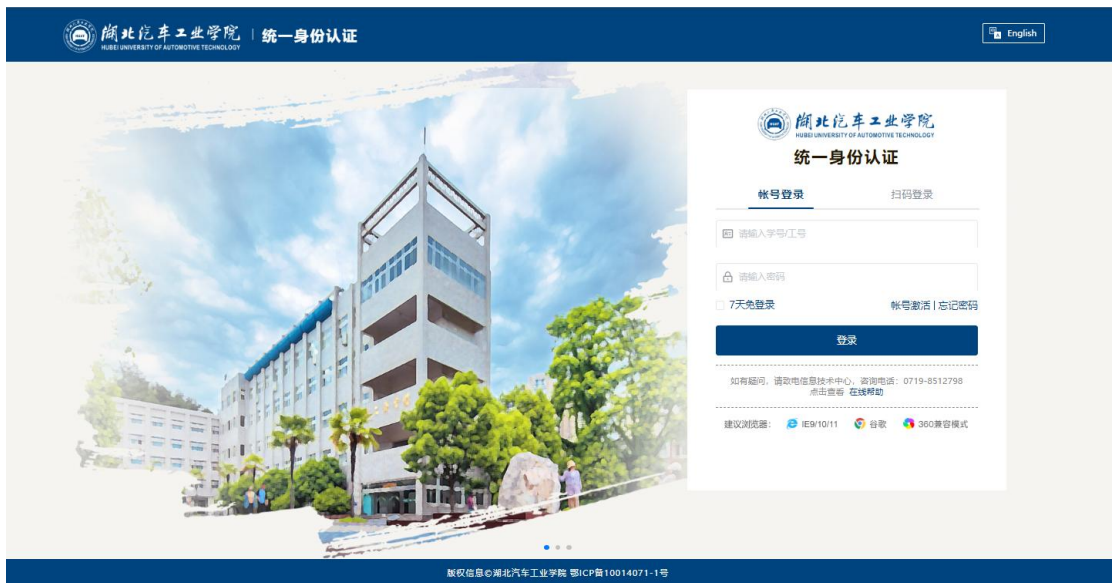 湖北汽车工业学院
HUBEI UNIVERSITY OF AUTOMOTIVE TECHNOLOGY
统一身份认证
English
湖北汽车工业学院
HUBEI UNIVERSITY OF AUTOMOTIVE TECHNOLOGY
统一身份认证
帐号登录 扫码登录
请输入学号/工号
请输入密码
7天免登录 帐号激活 | 忘记密码
登录
如有疑问,请致电信息技术中心,咨询电话:0719-8512798
点击查看 在线帮助
建议浏览器: IE9/10/11 谷歌 360兼容模式
版权信息©湖北汽车工业学院 鄂ICP备10014071-1号